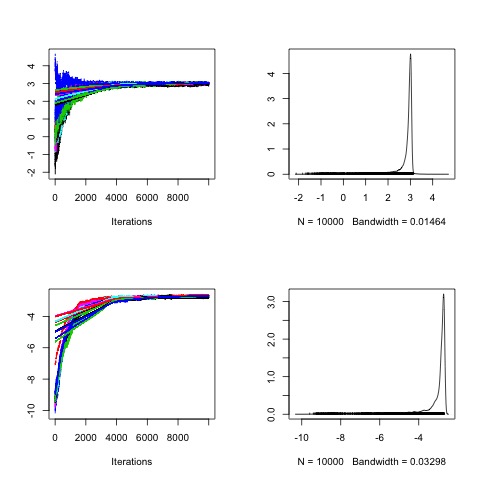 4
3
2
1
0
-1
-2
0 2000 4000 6000 8000
Iterations
4
3
2
1
0
-2 -1 0 1 2 3 4
N = 10000 Bandwidth = 0.01464
-4
-6
-8
-10
0 2000 4000 6000 8000
Iterations
3.0
2.0
1.0
0.0
-10 -8 -6 -4
N = 10000 Bandwidth = 0.03298